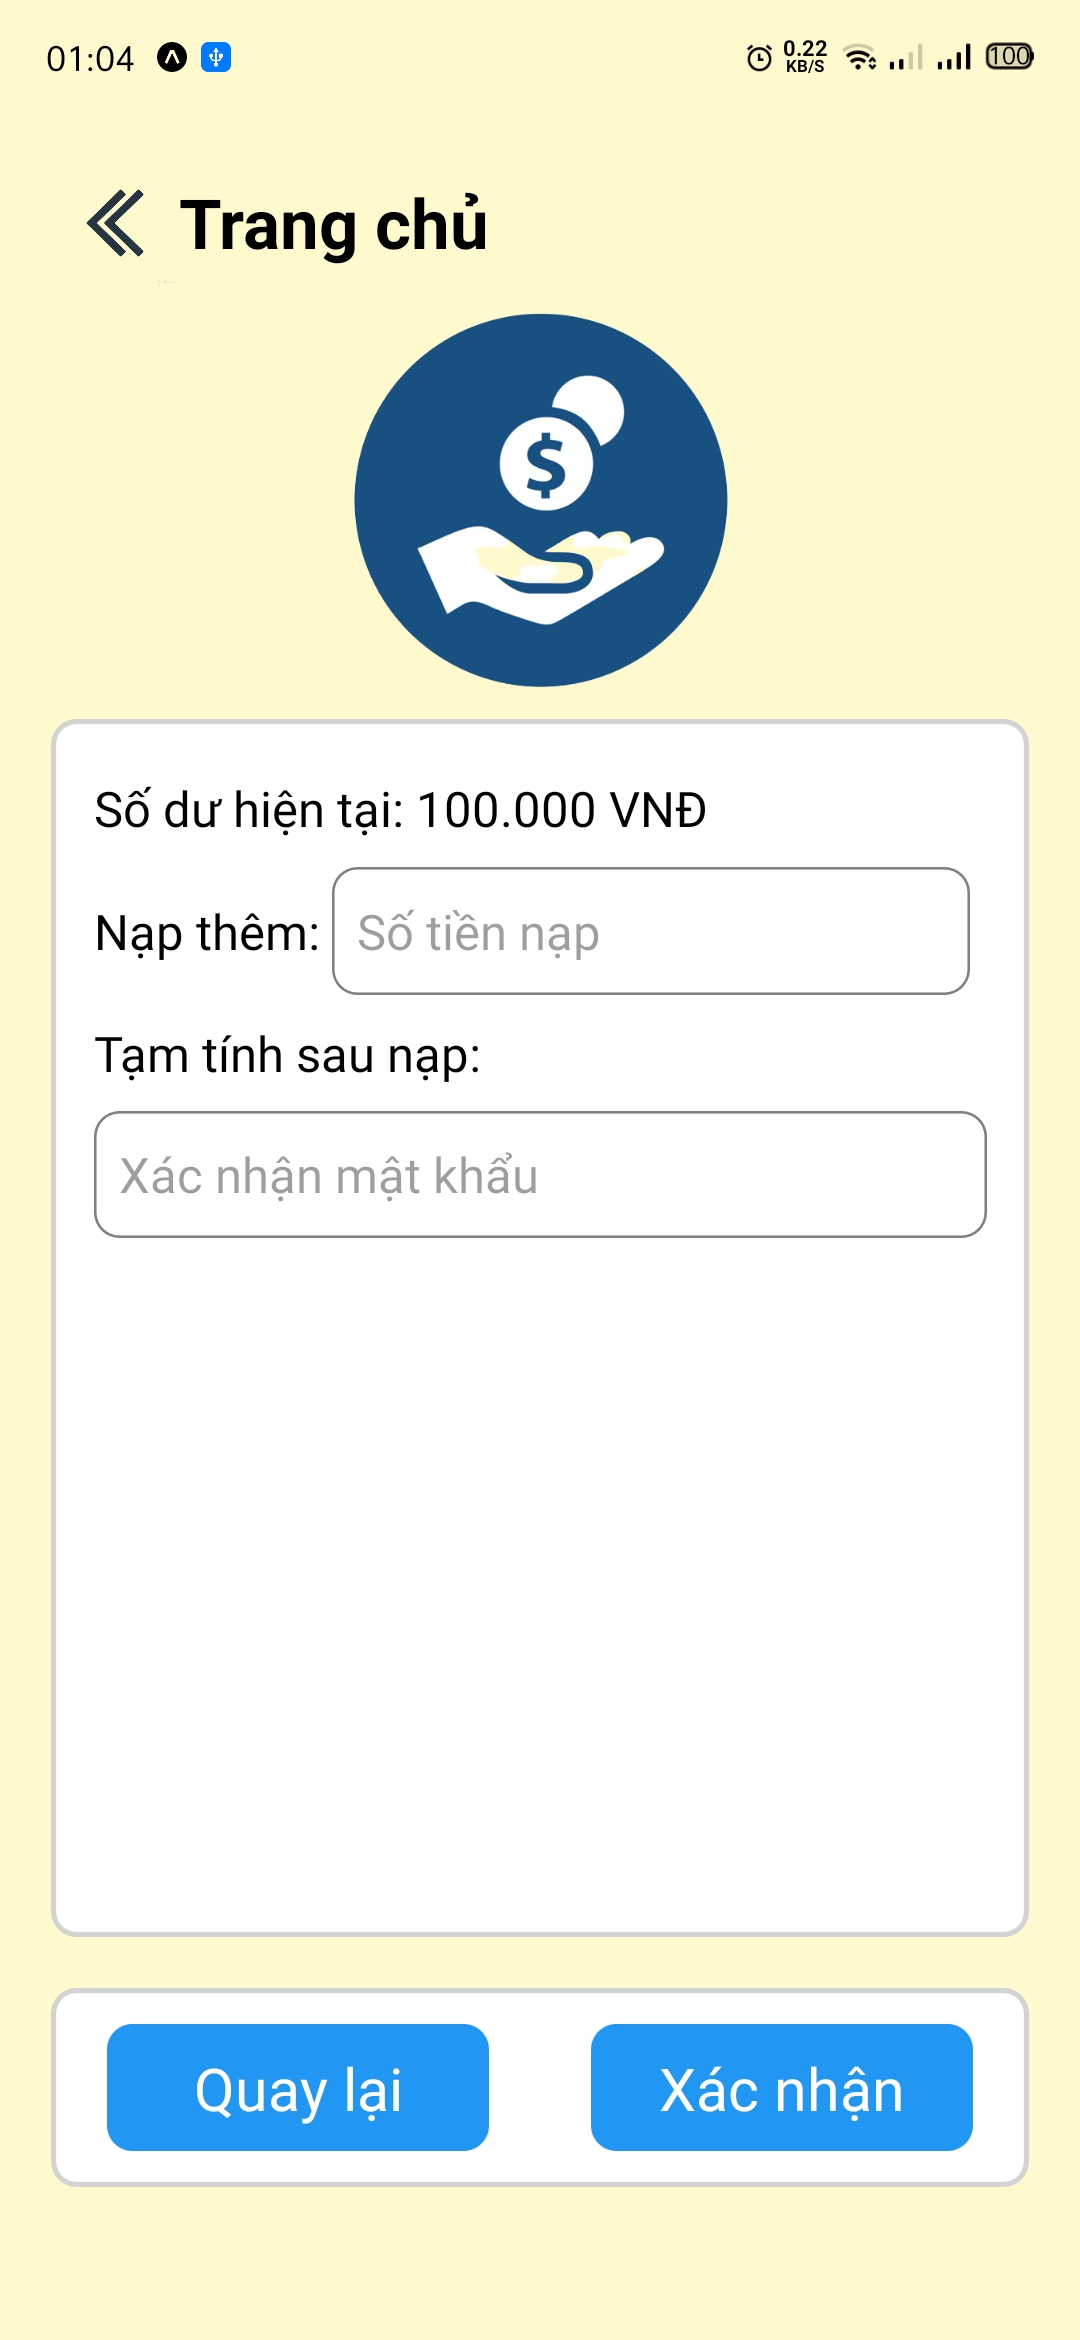 01:04 0.22 KB/S 100
Trang chủ
$
Số dư hiện tại: 100.000 VNĐ
Nạp thêm: Số tiền nạp
Tạm tính sau nạp:
Xác nhận mật khẩu
Quay lại Xác nhận